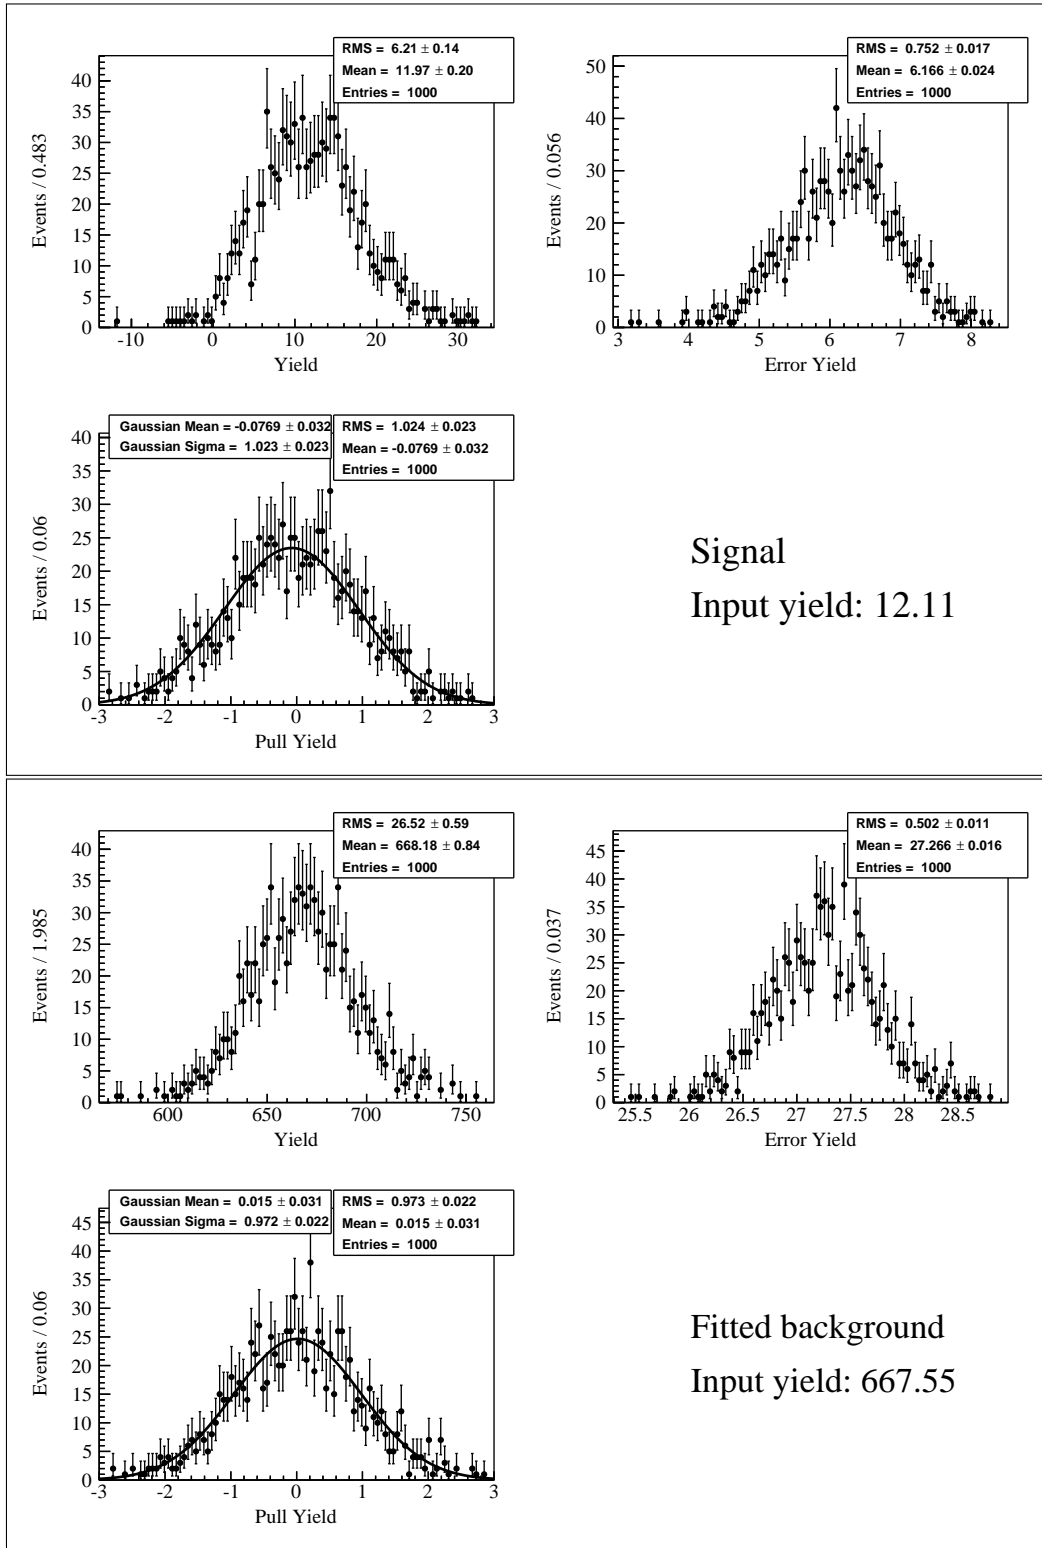 RMS = 6.21 ± 0.14
Mean = 11.97 ± 0.20
Entries = 1000
Events / 0.483
40
35
30
25
20
15
10
5
0
-10 0 10 20 30
Yield
RMS = 0.752 ± 0.017
Mean = 6.166 ± 0.024
Entries = 1000
Events / 0.056
50
40
30
20
10
0
3 4 5 6 7 8
Error Yield
Gaussian Mean = -0.0769 ± 0.032
Gaussian Sigma = 1.023 ± 0.023
RMS = 1.024 ± 0.023
Mean = -0.0769 ± 0.032
Entries = 1000
Events / 0.06
40
35
30
25
20
15
10
5
0
-3 -2 -1 0 1 2 3
Pull Yield
Signal
Input yield: 12.11
RMS = 26.52 ± 0.59
Mean = 668.18 ± 0.84
Entries = 1000
Events / 1.985
40
35
30
25
20
15
10
5
0
600 650 700 750
Yield
RMS = 0.502 ± 0.011
Mean = 27.266 ± 0.016
Entries = 1000
Events / 0.037
45
40
35
30
25
20
15
10
5
0
25.5 26 26.5 27 27.5 28 28.5
Error Yield
Gaussian Mean = 0.015 ± 0.031
Gaussian Sigma = 0.972 ± 0.022
RMS = 0.973 ± 0.022
Mean = 0.015 ± 0.031
Entries = 1000
Events / 0.06
45
40
35
30
25
20
15
10
5
0
-3 -2 -1 0 1 2 3
Pull Yield
Fitted background
Input yield: 667.55